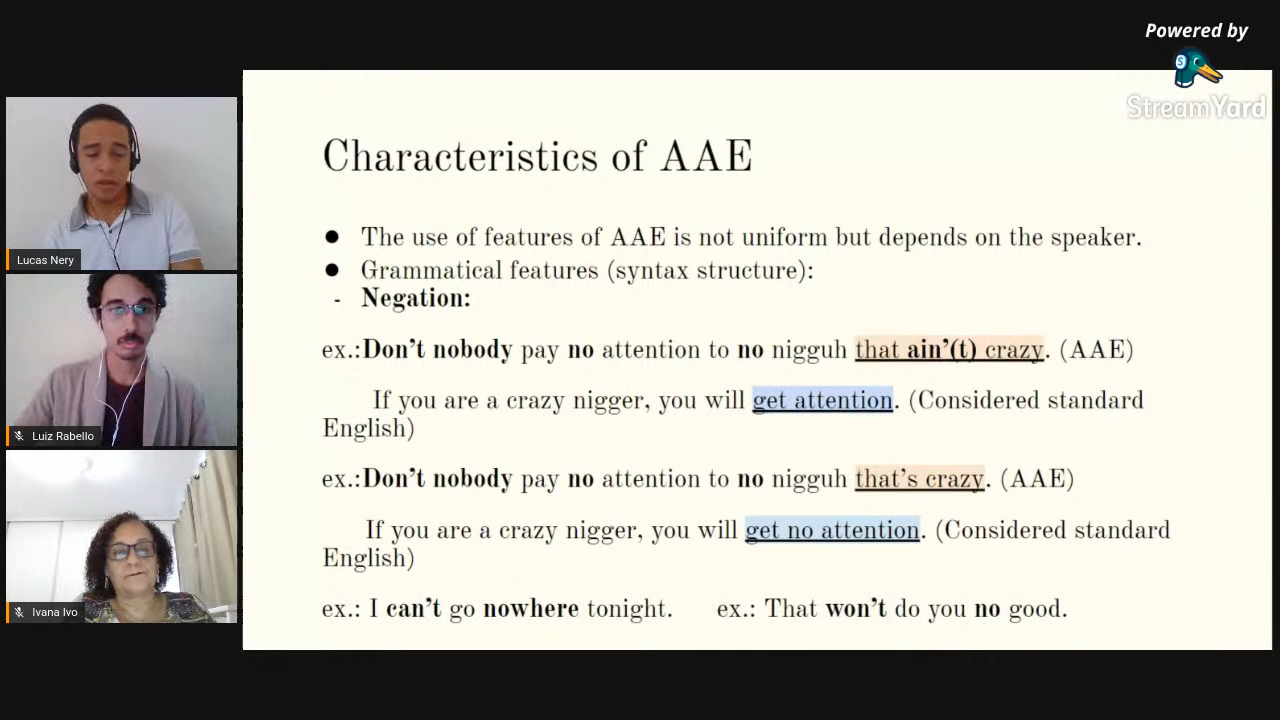 Powered by
StreamYard
Characteristics of AAE
● The use of features of AAE is not uniform but depends on the speaker.
● Grammatical features (syntax structure):
- Negation:
ex.:Don't nobody pay no attention to no nigguh that ain'(t) crazy. (AAE)
If you are a crazy nigger, you will get attention. (Considered standard
English)
ex.:Don't nobody pay no attention to no nigguh that's crazy. (AAE)
If you are a crazy nigger, you will get no attention. (Considered standard
English)
ex.: I can't go nowhere tonight. ex.: That won't do you no good.
Lucas Nery
Luiz Rabello
Ivana Ivo